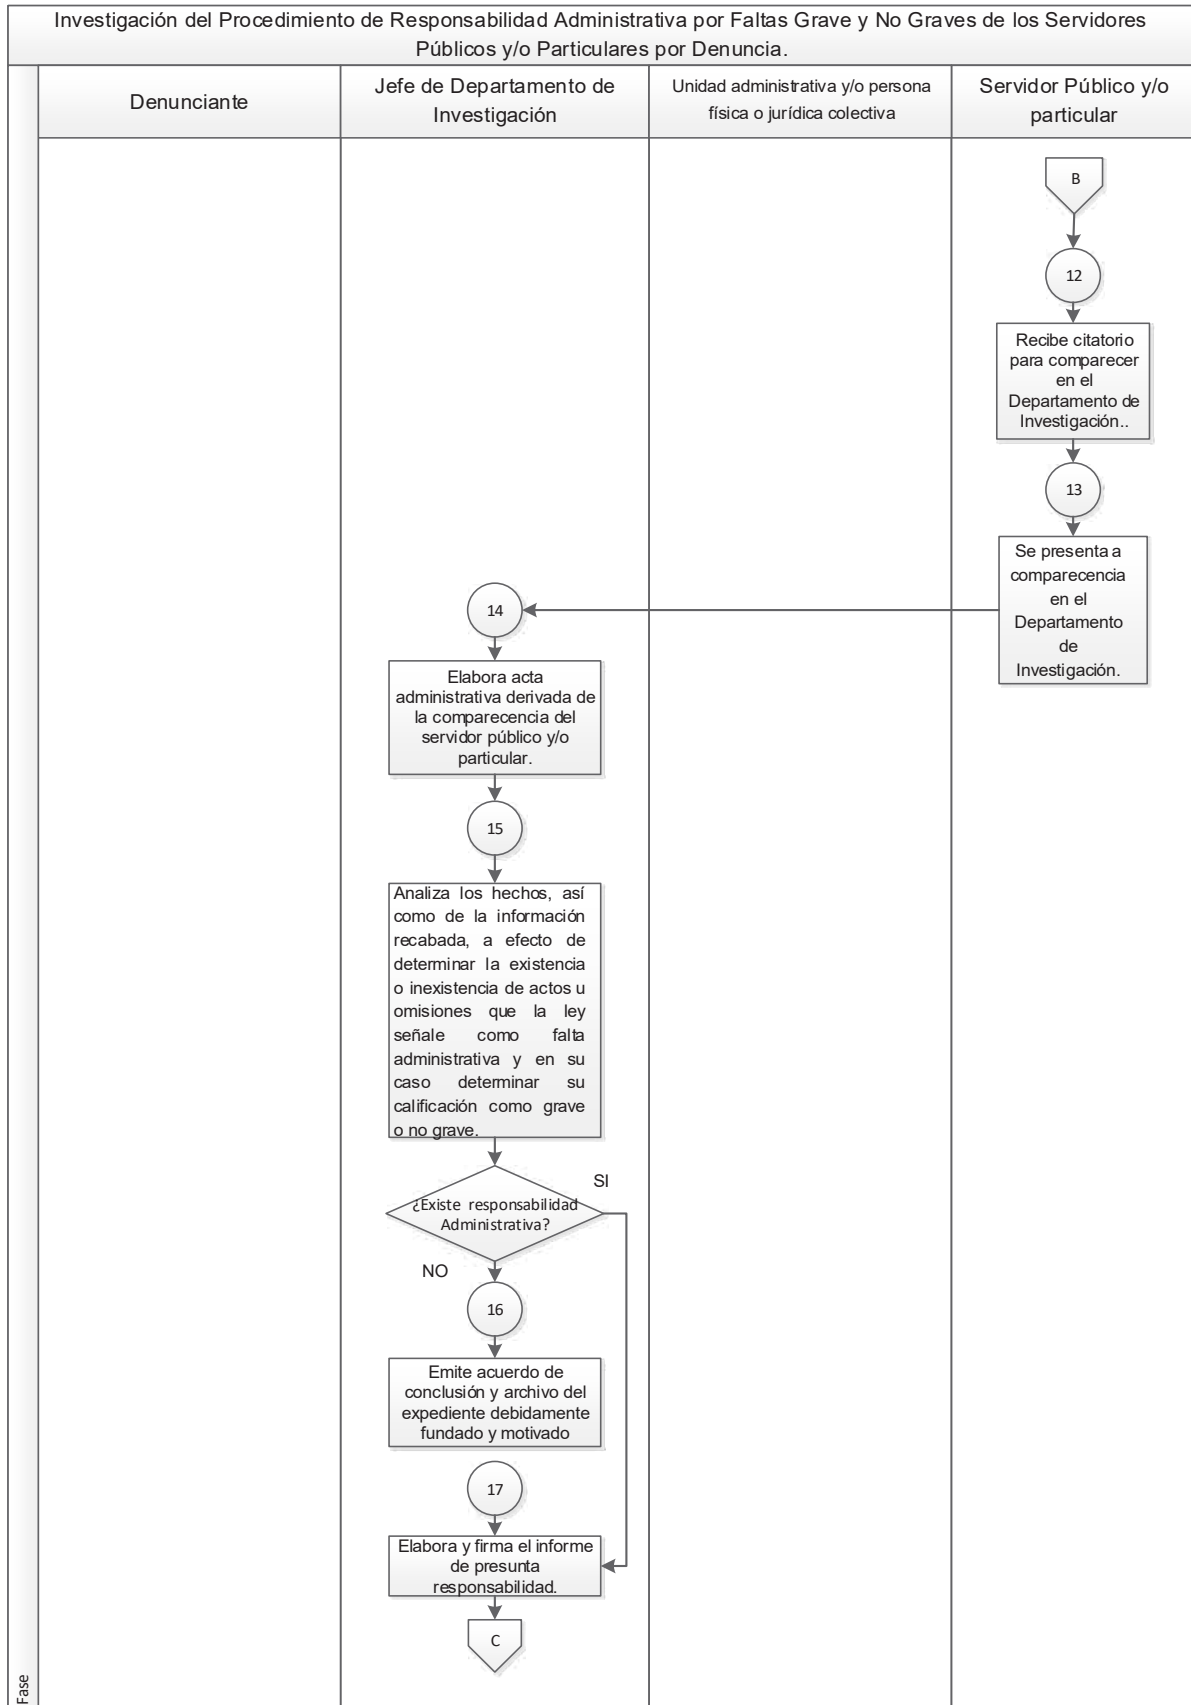 Investigación del Procedimiento de Responsabilidad Administrativa por Faltas Grave y No Graves de los Servidores
Públicos y/o Particulares por Denuncia.
Denunciante
Jefe de Departamento de
Investigación
Unidad administrativa y/o persona
física o jurídica colectiva
Servidor Público y/o
particular
B
12
Recibe citatorio
para comparecer
en el
Departamento de
Investigación..
13
Se presenta a
comparecencia
en el
Departamento
de
Investigación.
14
Elabora acta
administrativa derivada de
la comparecencia del
servidor público y/o
particular.
15
Analiza los hechos, así
como de la información
recabada, a efecto de
determinar la existencia
o inexistencia de actos u
omisiones que la ley
señale como falta
administrativa y en su
caso determinar su
calificación como grave
o no grave.
¿Existe responsabilidad
Administrativa?
SI
NO
16
Emite acuerdo de
conclusión y archivo del
expediente debidamente
fundado y motivado
17
Elabora y firma el informe
de presunta
responsabilidad.
C
Fase